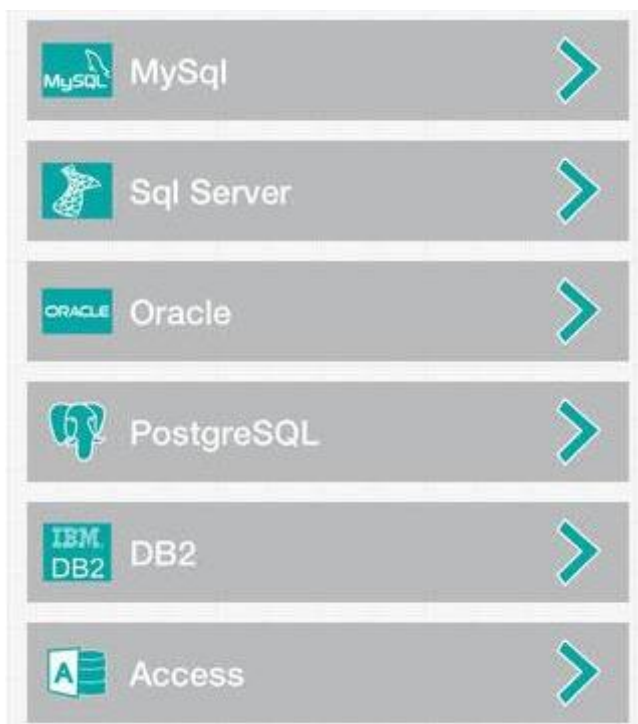 MySQL MySql
Sql Server
ORACLE Oracle
PostgreSQL
IBM
DB2 DB2
A Access